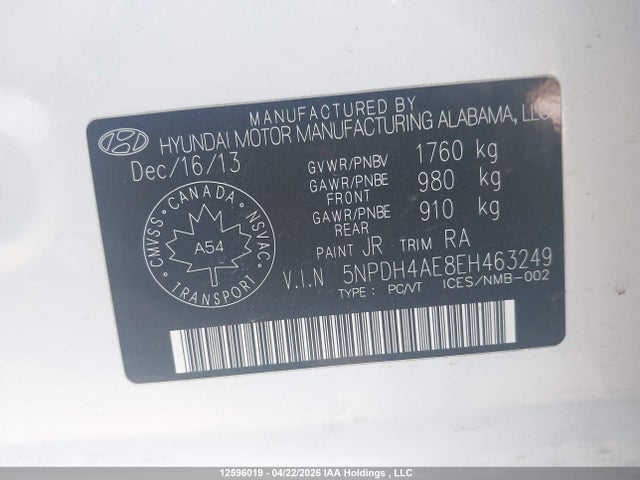 MANUFACTURED BY
HYUNDAI MOTOR MANUFACTURING ALABAMA, LLC
Dec/16/13
GVWR/PNBV 1760 kg
GAWR/PNBE FRONT 980 kg
GAWR/PNBE REAR 910 kg
PAINT JR TRIM RA
V.I.N 5NPDH4AE8EH463249
TYPE : PC/VT ICES/NMB-002
CANADA
CMVSS · NSVAC
A54
TRANSPORT
12596019 - 04/22/2026 IAA Holdings , LLC